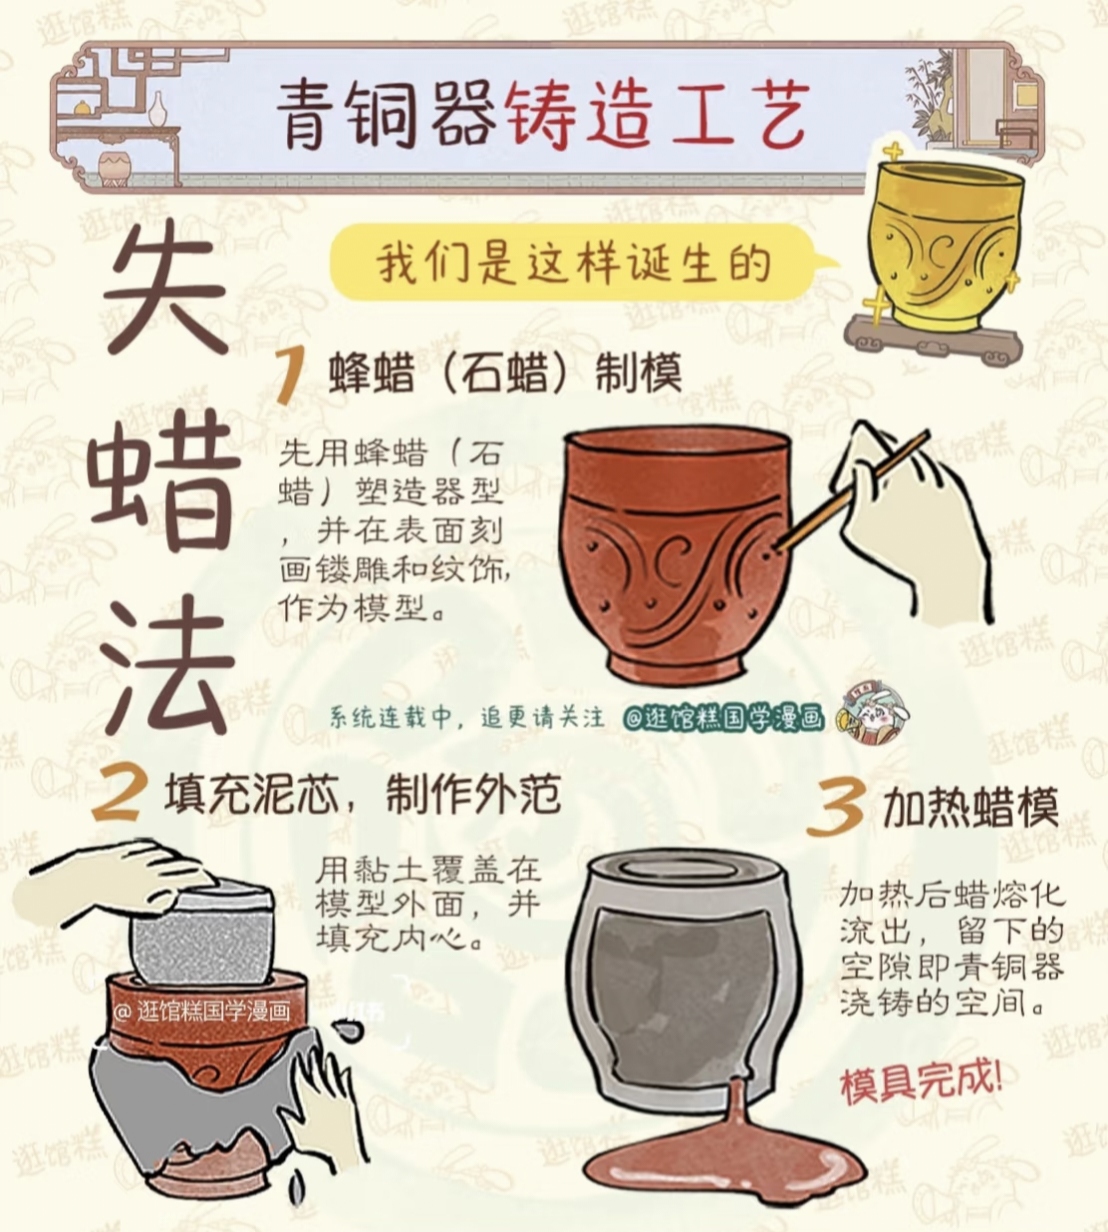 青铜器铸造工艺
失蜡法
我们是这样诞生的
1 蜂蜡（石蜡）制模
先用蜂蜡（石
蜡）塑造器型
，并在表面刻
画镂雕和纹饰，
作为模型。
系统连载中，追更请关注 @逛馆糕国学漫画
2 填充泥芯，制作外范
用黏土覆盖在
模型外面，并
填充内心。
@ 逛馆糕国学漫画
3 加热蜡模
加热后蜡熔化
流出，留下的
空隙即青铜器
浇铸的空间。
模具完成!
逛馆糕